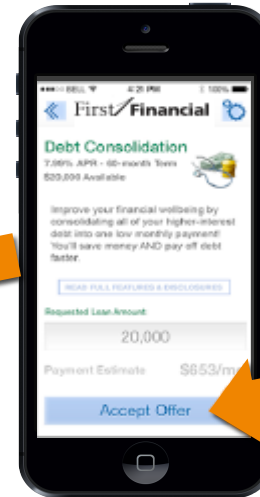 BELL 4:21 PM 100%
First Financial
Debt Consolidation
7.99% APR - 60-month Term
$20,000 Available
Improve your financial wellbeing by
consolidating all of your higher-interest
debt into one low monthly payment!
You'll save money AND pay off debt
faster.
READ FULL FEATURES & DISCLOSURES
Requested Loan Amount:
20,000
Payment Estimate $653/m
Accept Offer